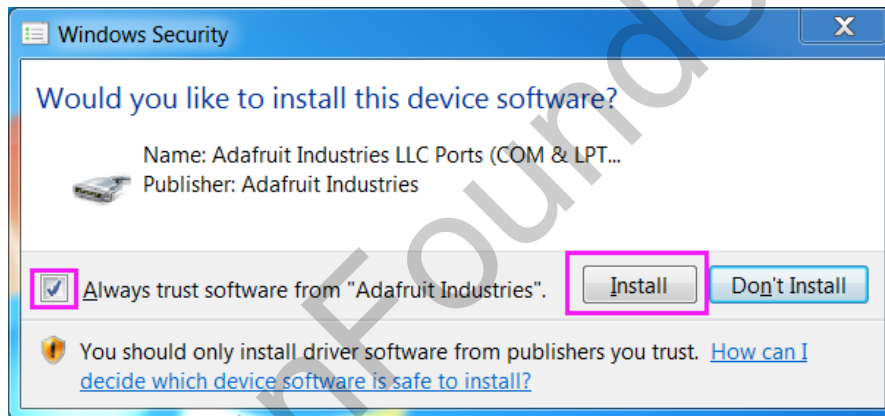 Windows Security
X
Would you like to install this device software?
Name: Adafruit Industries LLC Ports (COM & LPT...
Publisher: Adafruit Industries
Always trust software from "Adafruit Industries".
Install
Don't Install
You should only install driver software from publishers you trust. How can I
decide which device software is safe to install?
nFounde